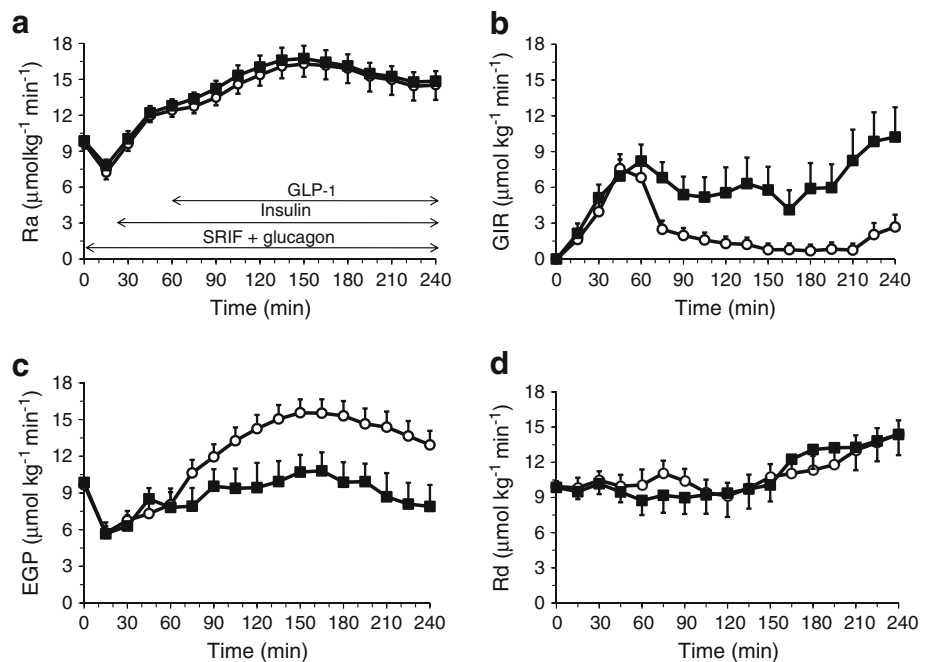 a
Ra (μmolkg⁻¹ min⁻¹)
18
15
12
9
6
3
0
GLP-1
Insulin
SRIF + glucagon
0 30 60 90 120 150 180 210 240
Time (min)
b
GIR (μmol kg⁻¹ min⁻¹)
18
15
12
9
6
3
0
0 30 60 90 120 150 180 210 240
Time (min)
c
EGP (μmol kg⁻¹ min⁻¹)
18
15
12
9
6
3
0
0 30 60 90 120 150 180 210 240
Time (min)
d
Rd (μmol kg⁻¹ min⁻¹)
18
15
12
9
6
3
0
0 30 60 90 120 150 180 210 240
Time (min)